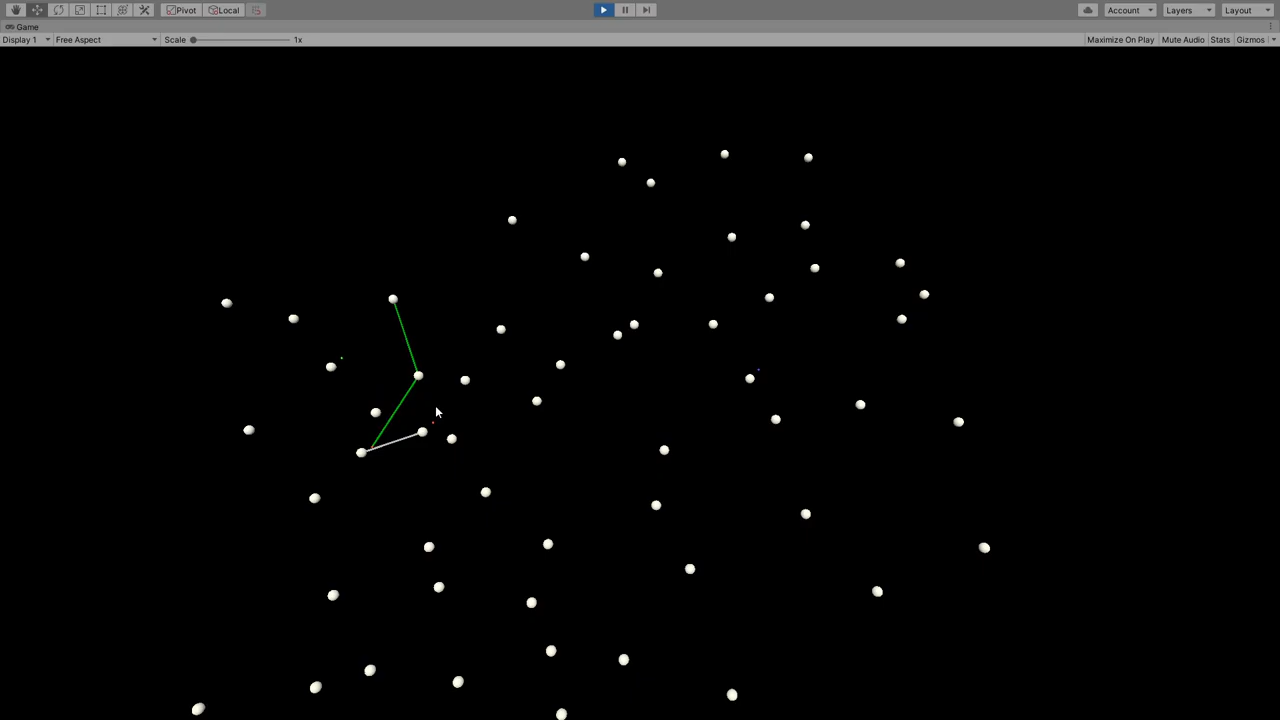 Pivot Local Account Layers Layout
Game
Display 1 Free Aspect Scale 1x Maximize On Play Mute Audio Stats Gizmos